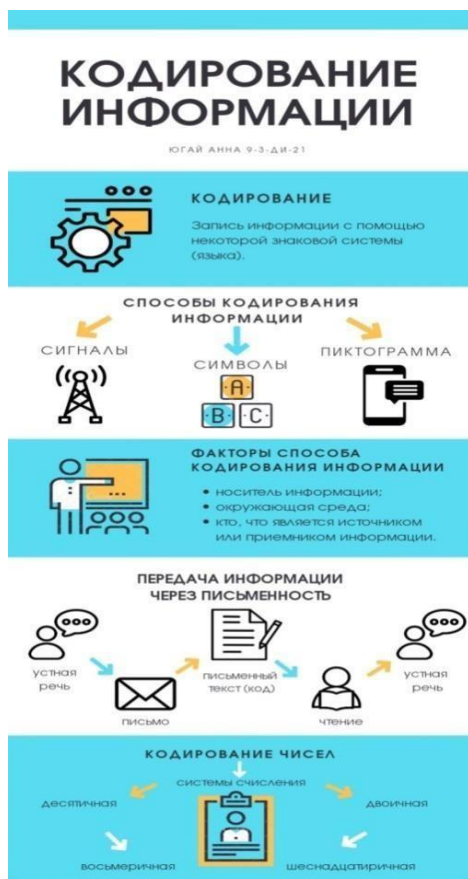 КОДИРОВАНИЕ
ИНФОРМАЦИИ
ЮГАЙ АННА 9-3-ДИ-21
КОДИРОВАНИЕ
Запись информации с помощью
некоторой знаковой системы
(языка).
СПОСОБЫ КОДИРОВАНИЯ
ИНФОРМАЦИИ
СИГНАЛЫ
СИМВОЛЫ
ПИКТОГРАММА
A
B C
ФАКТОРЫ СПОСОБА
КОДИРОВАНИЯ ИНФОРМАЦИИ
• носитель информации;
• окружающая среда;
• кто, что является источником
или приемником информации.
ПЕРЕДАЧА ИНФОРМАЦИИ
ЧЕРЕЗ ПИСЬМЕННОСТЬ
устная
речь
письмо
письменный
текст (код)
чтение
устная
речь
КОДИРОВАНИЕ ЧИСЕЛ
системы счисления
десятичная
двоичная
восьмеричная
шеснадцатиричная